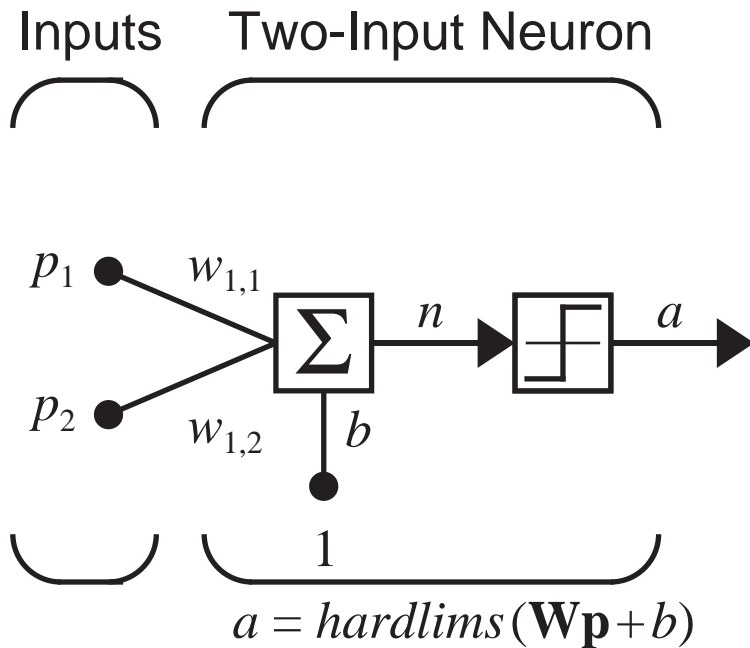 Inputs Two-Input Neuron
p₁ w₁,₁
Σ n a
p₂ w₁,₂ b
1
a = hardlims(Wp + b)